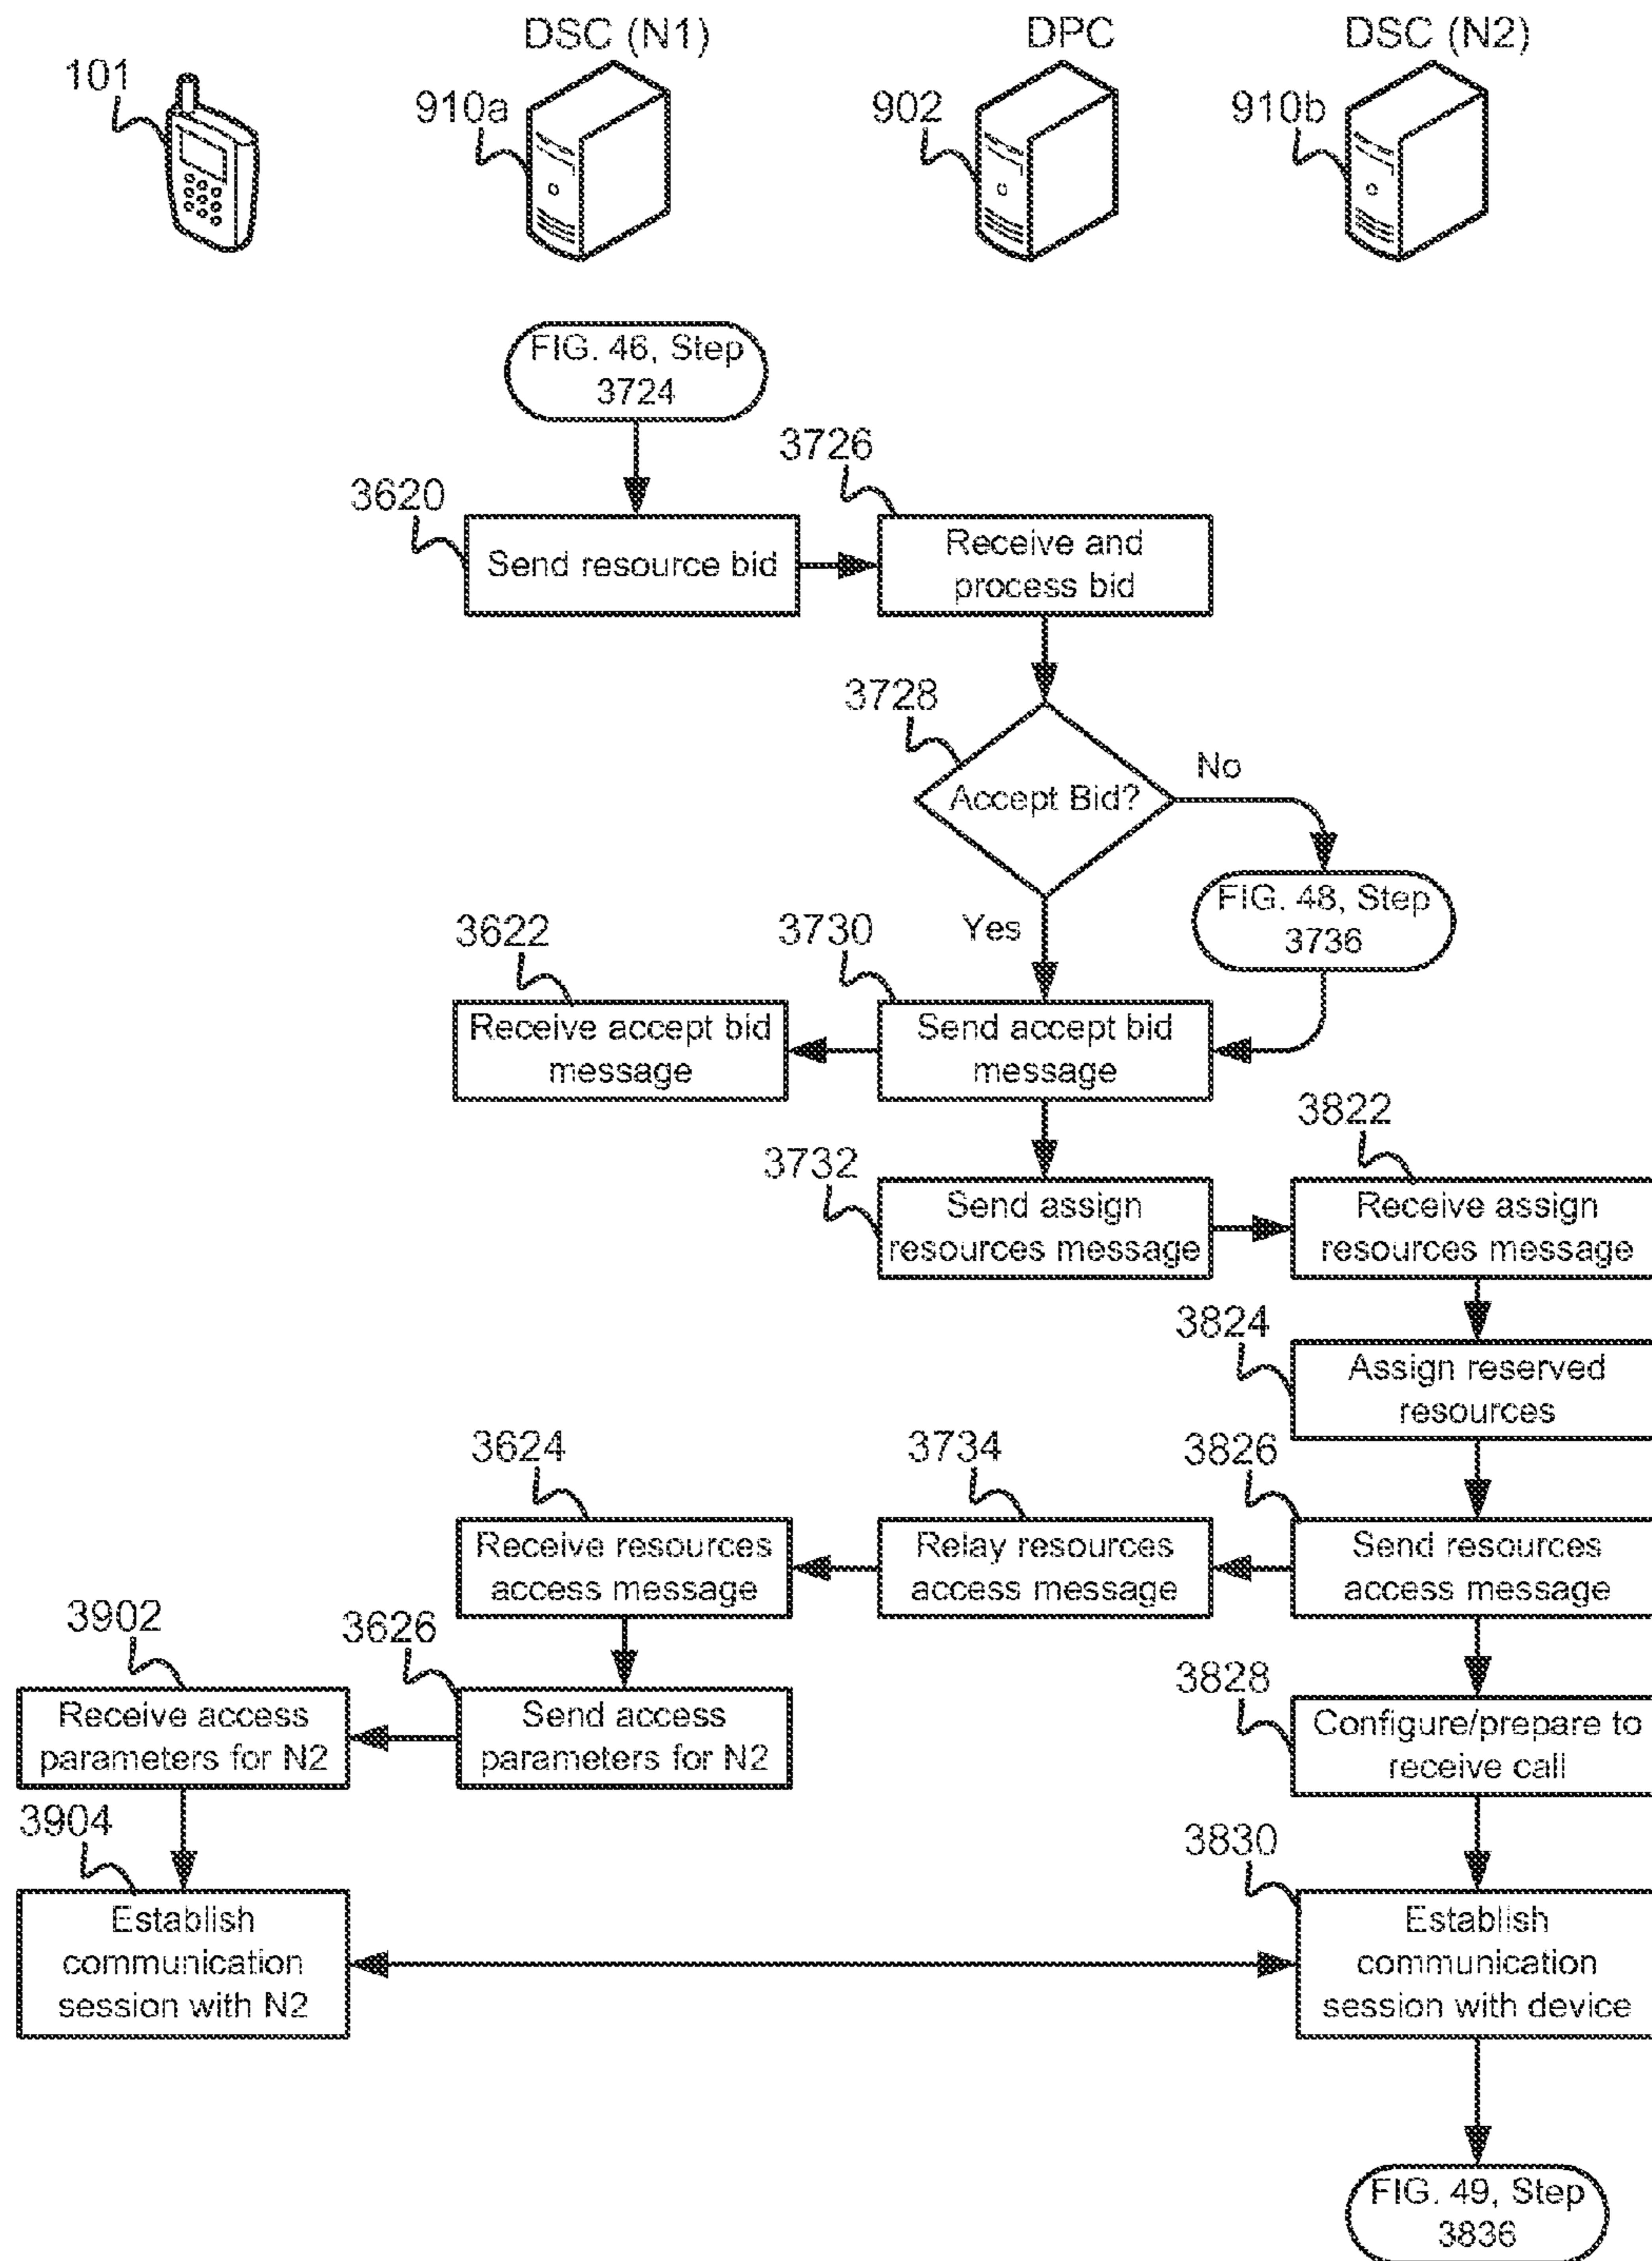 DSC (N1)
DPC
DSC (N2)
101
910a
902
910b
FIG. 46, Step
3724
3726
3620
Send resource bid
Receive and
process bid
3728
Accept Bid?
No
FIG. 48, Step
3736
Yes
3622
3730
Receive accept bid
message
Send accept bid
message
3822
3732
Send assign
resources message
Receive assign
resources message
3824
Assign reserved
resources
3624
3734
3826
Receive resources
access message
Relay resources
access message
Send resources
access message
3902
3626
3828
Receive access
parameters for N2
Send access
parameters for N2
Configure/prepare to
receive call
3904
3830
Establish
communication
session with N2
Establish
communication
session with device
FIG. 49, Step
3836